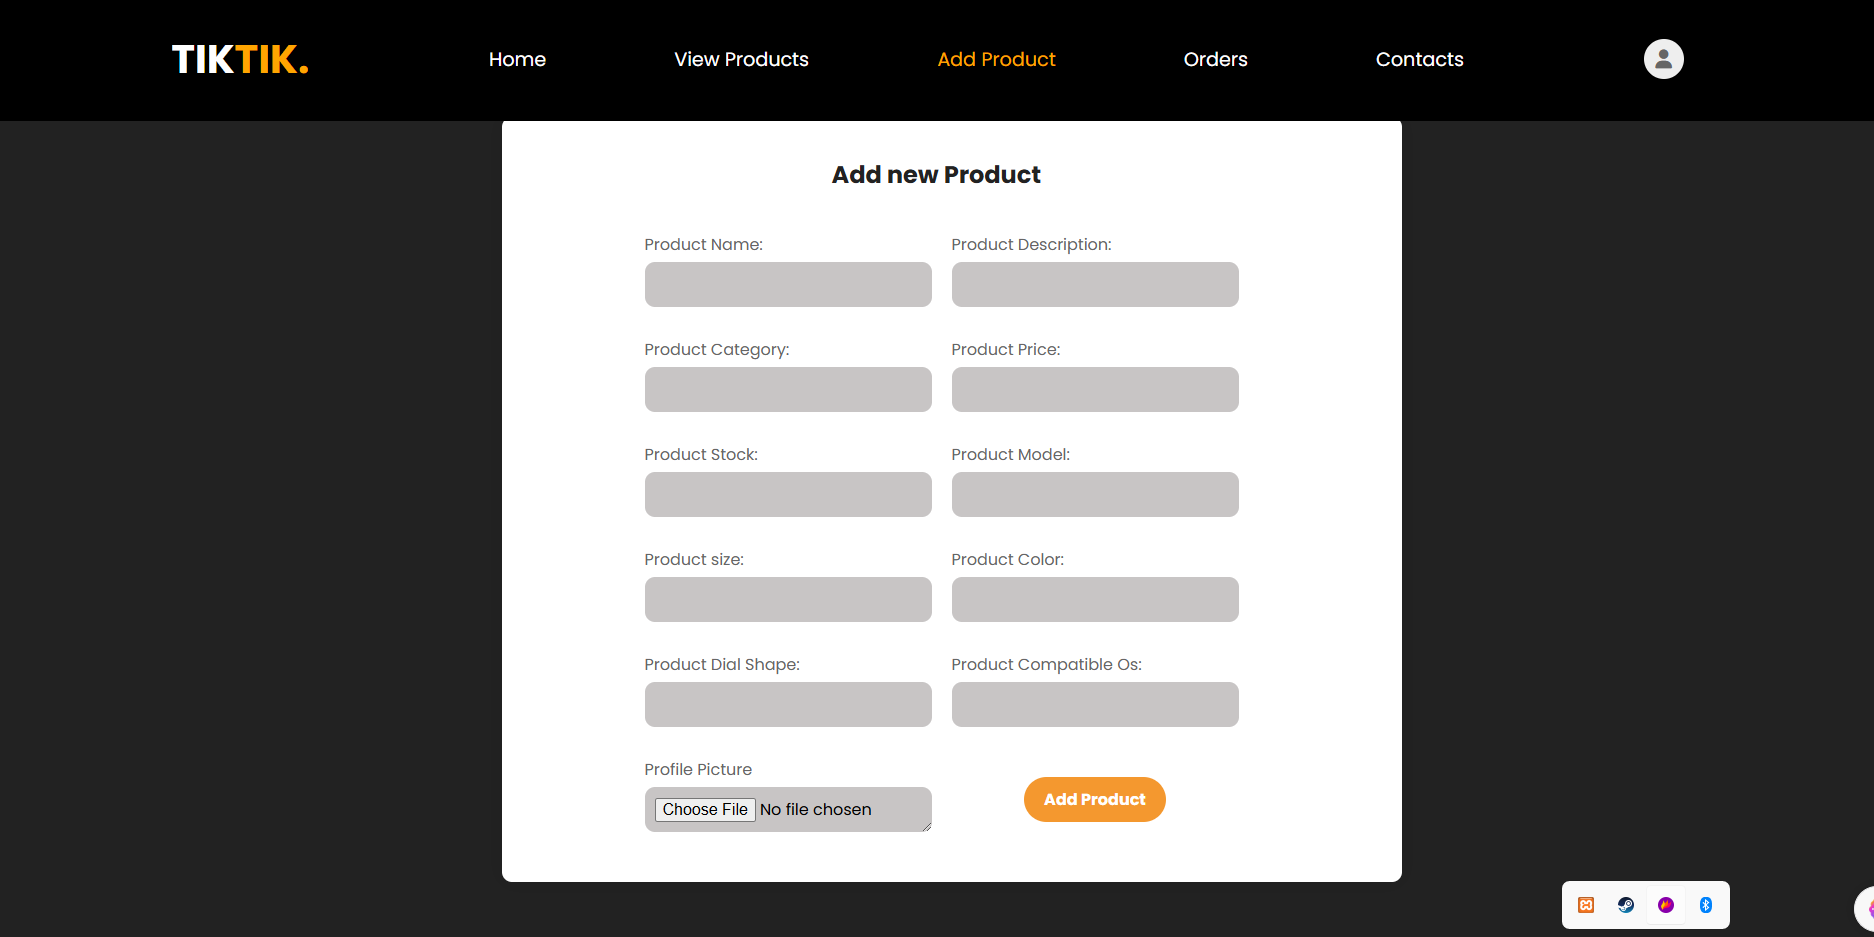 TIKTIK.
Home View Products Add Product Orders Contacts
Add new Product
Product Name: Product Description:
Product Category: Product Price:
Product Stock: Product Model:
Product size: Product Color:
Product Dial Shape: Product Compatible Os:
Profile Picture
Choose File No file chosen
Add Product